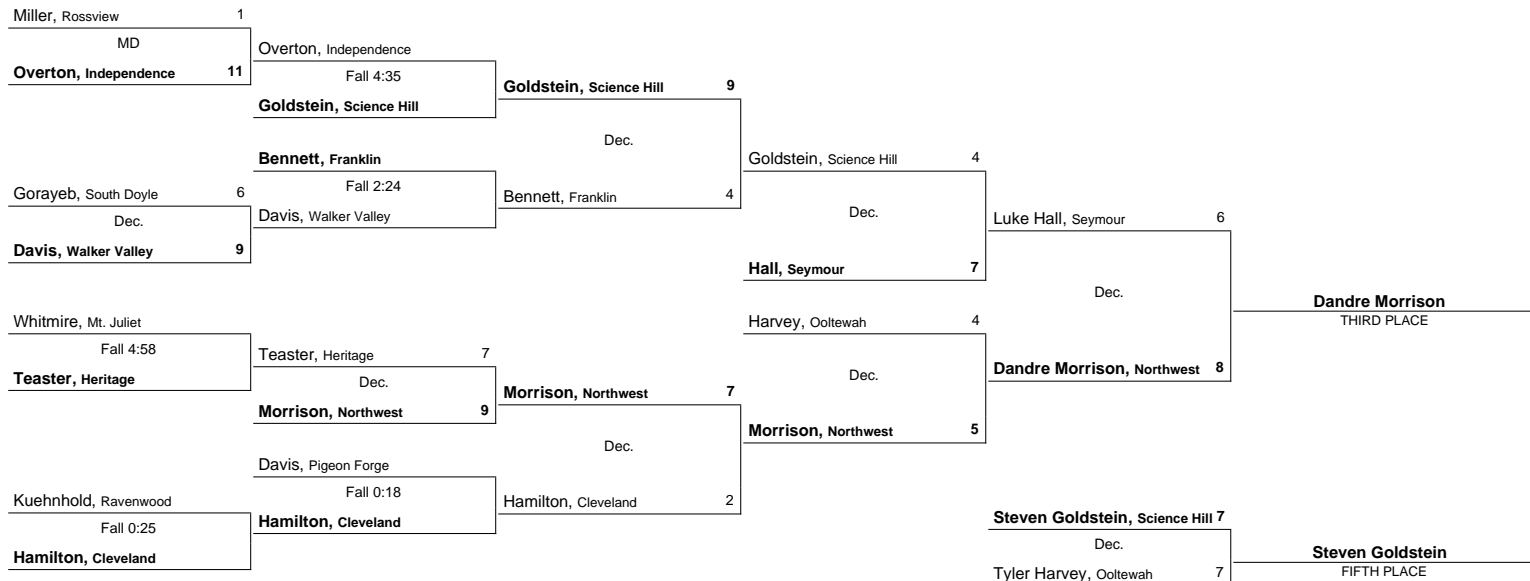 Miller, Rossview 1
MD
Overton, Independence 11
Overton, Independence
Fall 4:35
Goldstein, Science Hill
Goldstein, Science Hill 9
Dec.
Bennett, Franklin 4
Bennett, Franklin
Fall 2:24
Davis, Walker Valley
Gorayeb, South Doyle 6
Dec.
Davis, Walker Valley 9
Goldstein, Science Hill 4
Dec.
Hall, Seymour 7
Luke Hall, Seymour 6
Dec.
Dandre Morrison, Northwest 8
Dandre Morrison
THIRD PLACE
Whitmire, Mt. Juliet
Fall 4:58
Teaster, Heritage
Teaster, Heritage 7
Dec.
Morrison, Northwest 9
Morrison, Northwest 7
Dec.
Hamilton, Cleveland 2
Harvey, Ooltewah 4
Dec.
Morrison, Northwest 5
Davis, Pigeon Forge
Fall 0:18
Hamilton, Cleveland
Kuehnhold, Ravenwood
Fall 0:25
Hamilton, Cleveland
Steven Goldstein, Science Hill 7
Dec.
Tyler Harvey, Ooltewah 7
Steven Goldstein
FIFTH PLACE